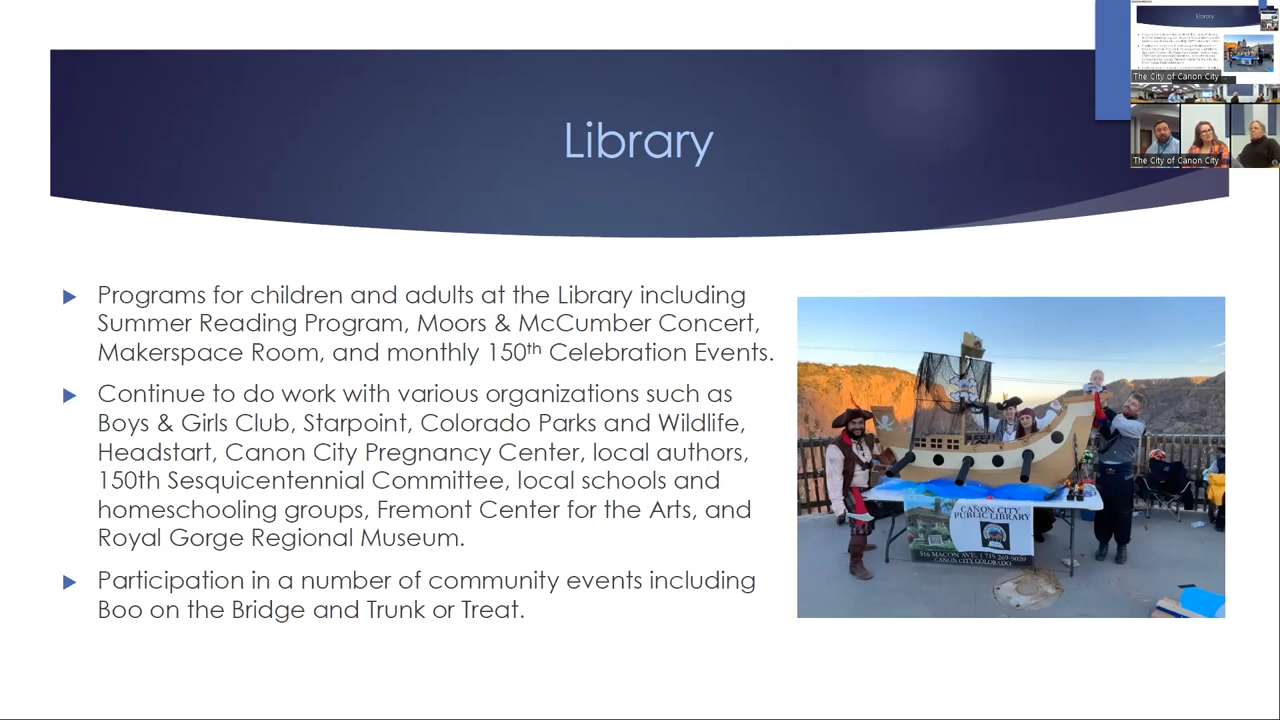 Library
Programs for children and adults at the Library including
Summer Reading Program, Moors & McCumber Concert,
Makerspace Room, and monthly 150th Celebration Events.
Continue to do work with various organizations such as
Boys & Girls Club, Starpoint, Colorado Parks and Wildlife,
Headstart, Canon City Pregnancy Center, local authors,
150th Sesquicentennial Committee, local schools and
homeschooling groups, Fremont Center for the Arts, and
Royal Gorge Regional Museum.
Participation in a number of community events including
Boo on the Bridge and Trunk or Treat.
CAÑON CITY
PUBLIC LIBRARY
516 MACON AVE. | 719-269-9020
CANON CITY, COLORADO
Library
The City of Canon City
The City of Canon City